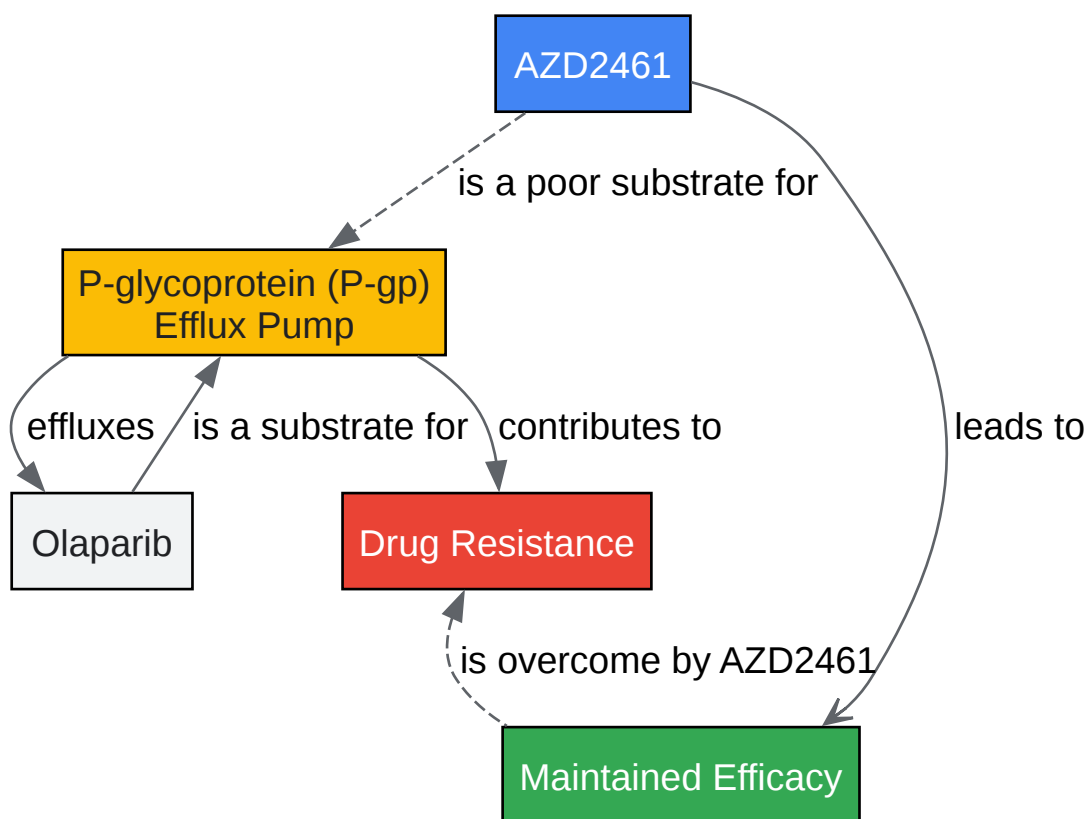 AZD2461
is a poor substrate for
P-glycoprotein (P-gp)
Efflux Pump
effluxes
is a substrate for
contributes to
leads to
Olaparib
Drug Resistance
is overcome by AZD2461
Maintained Efficacy